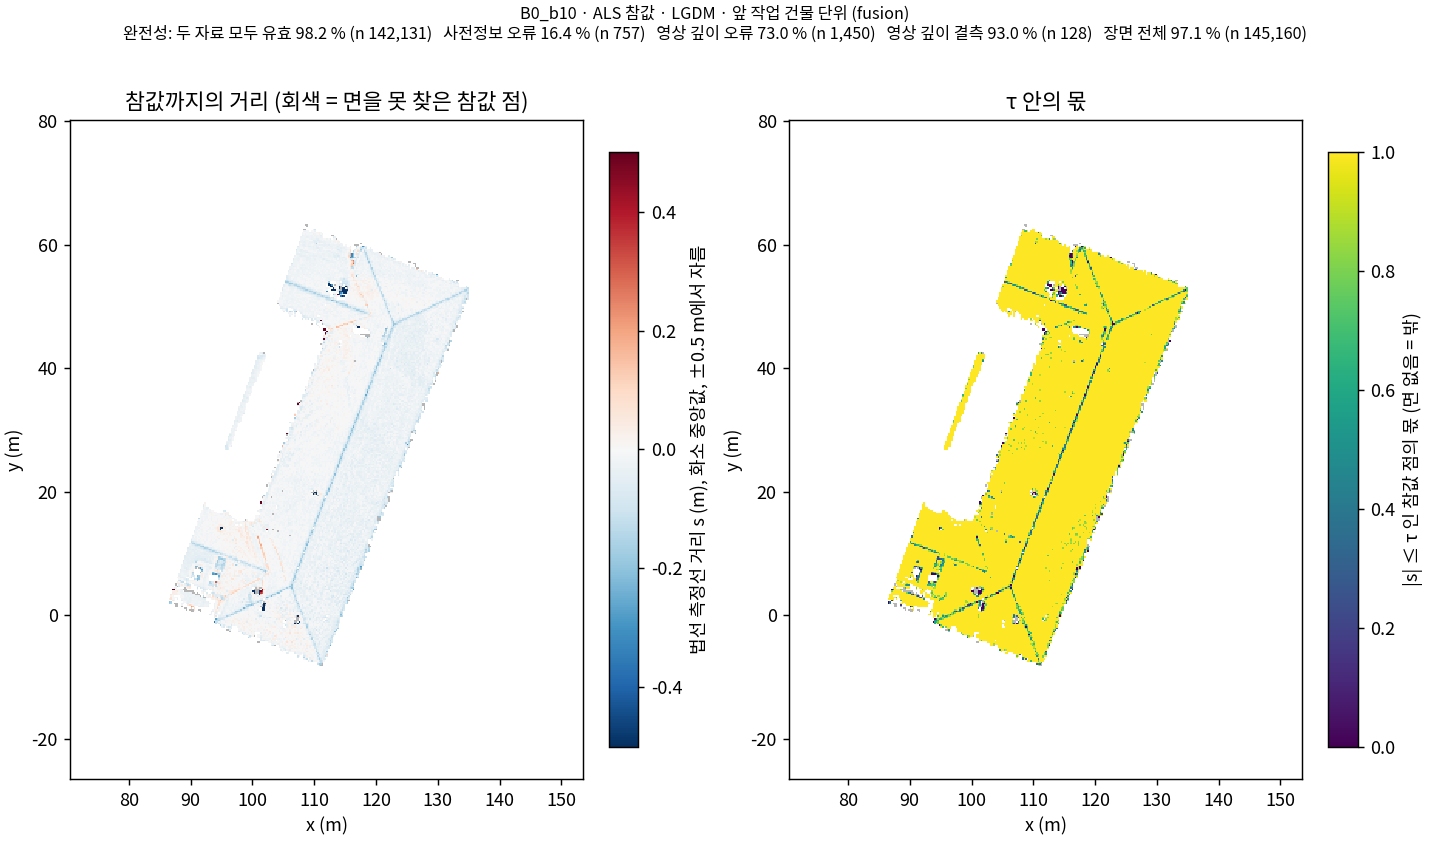 B0_b10 · ALS 참값 · LGDM · 앞 작업 건물 단위 (fusion)
완전성: 두 자료 모두 유효 98.2 % (n 142,131)   사전정보 오류 16.4 % (n 757)   영상 깊이 오류 73.0 % (n 1,450)   영상 깊이 결측 93.0 % (n 128)   장면 전체 97.1 % (n 145,160)
참값까지의 거리 (회색 = 면을 못 찾은 참값 점)
80
60
40
20
0
-20
y (m)
80 90 100 110 120 130 140 150
x (m)
0.4
0.2
0.0
-0.2
-0.4
법선 측정선 거리 s (m), 화소 중앙값, ±0.5 m에서 자름
τ 안의 몫
80
60
40
20
0
-20
y (m)
80 90 100 110 120 130 140 150
x (m)
1.0
0.8
0.6
0.4
0.2
0.0
|s| ≤ τ 인 참값 점의 몫 (면 없음 = 밖)